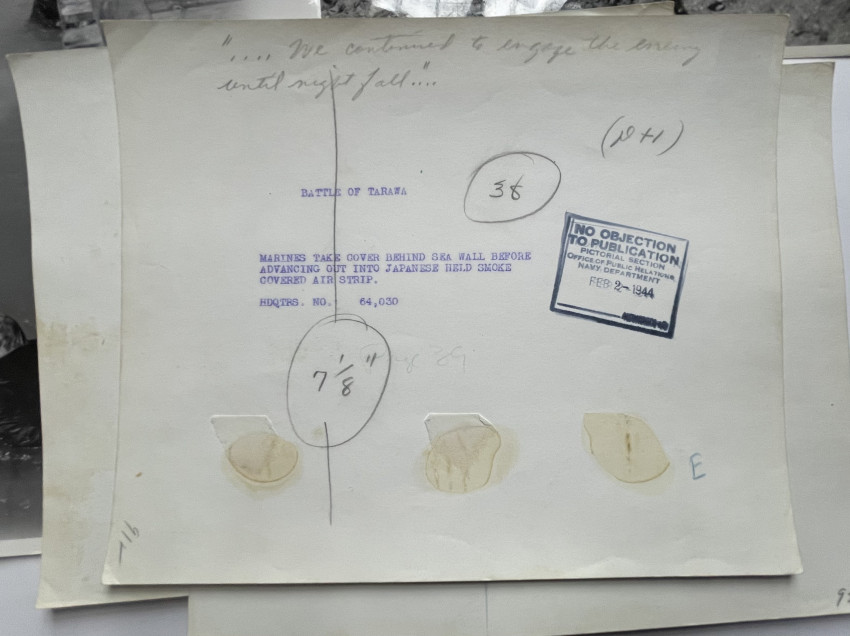 ".... We continued to engage the enemy
until night fall"....
(D+1)
38
BATTLE OF TARAWA
NO OBJECTION
TO PUBLICATION
PICTORIAL SECTION
OFFICE OF PUBLIC RELATIONS
NAVY DEPARTMENT
FEB 2-1944
MARINES TAKE COVER BEHIND SEA WALL BEFORE
ADVANCING OUT INTO JAPANESE HELD SMOKE
COVERED AIR STRIP.
HDQTRS. NO. 64,030
7 1/8"
E